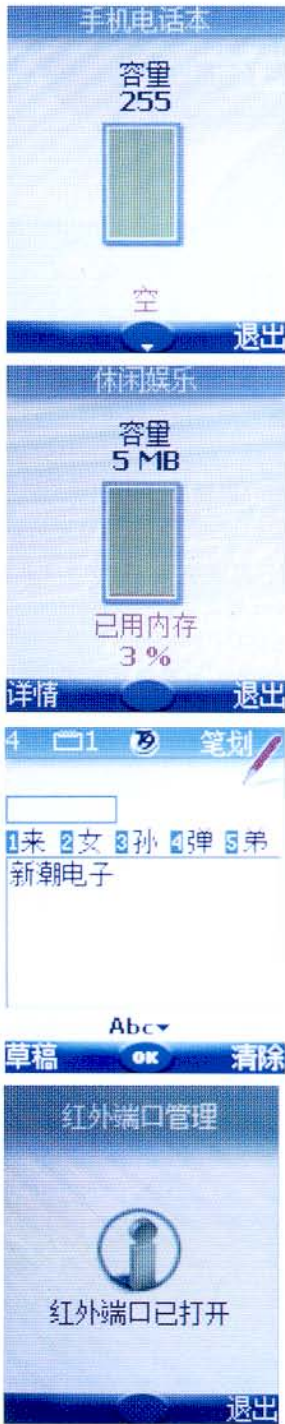 手机电话本
容量
255
空
退出
休闲娱乐
容量
5 MB
已用内存
3 %
详情 退出
4 1 T9 笔划
1来 2女 3孙 4弹 5弟
新潮电子
Abc
草稿 OK 清除
红外端口管理
红外端口已打开
退出